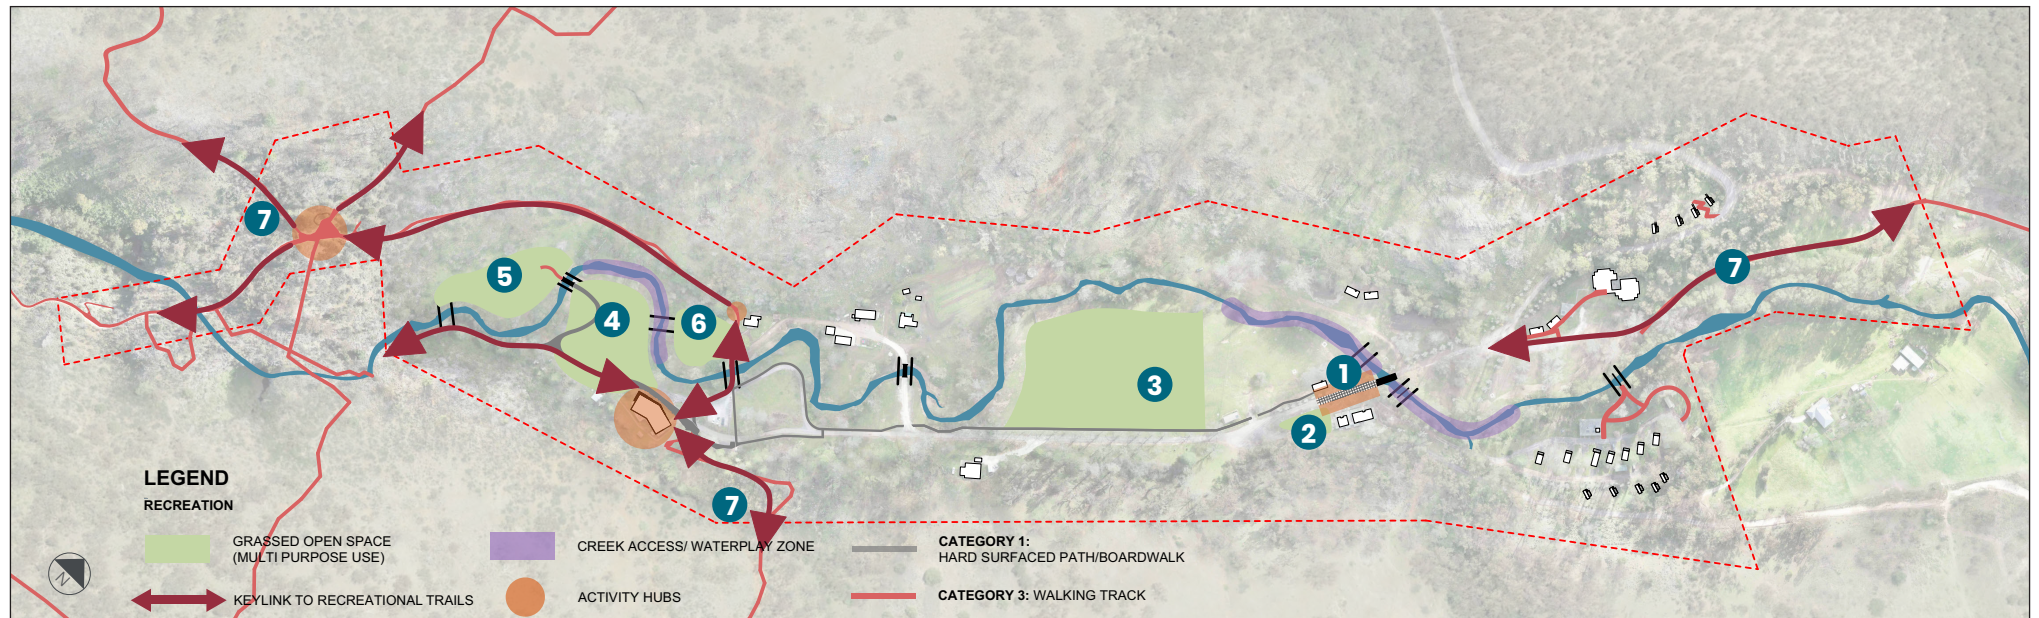 7
5
4
6
3
1
2
7
7
LEGEND
RECREATION
GRASSED OPEN SPACE
(MULTI PURPOSE USE)
KEYLINK TO RECREATIONAL TRAILS
CREEK ACCESS/ WATERPLAY ZONE
ACTIVITY HUBS
CATEGORY 1:
HARD SURFACED PATH/BOARDWALK
CATEGORY 3: WALKING TRACK
N